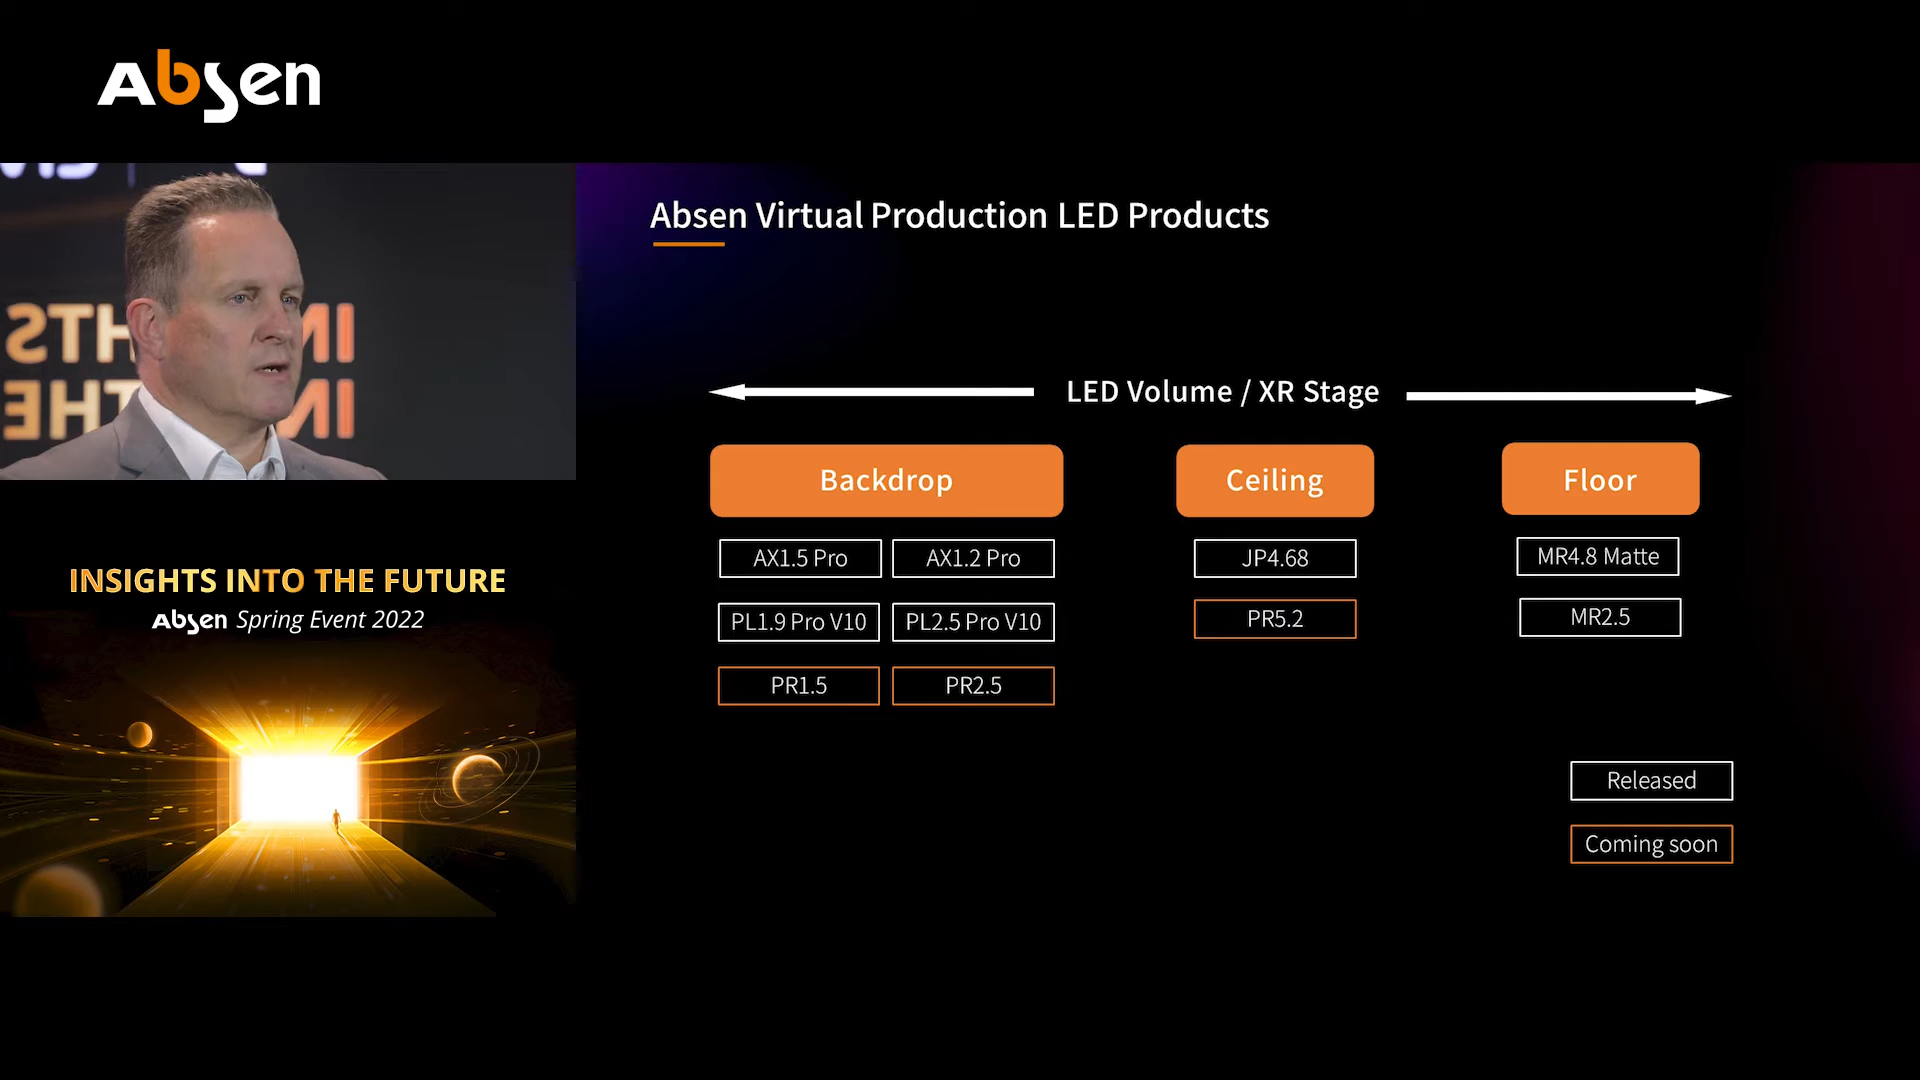 Absen
Absen Virtual Production LED Products
LED Volume / XR Stage
Backdrop
Ceiling
Floor
AX1.5 Pro
AX1.2 Pro
JP4.68
MR4.8 Matte
PL1.9 Pro V10
PL2.5 Pro V10
PR5.2
MR2.5
PR1.5
PR2.5
Released
Coming soon
INSIGHTS INTO THE FUTURE
Absen Spring Event 2022